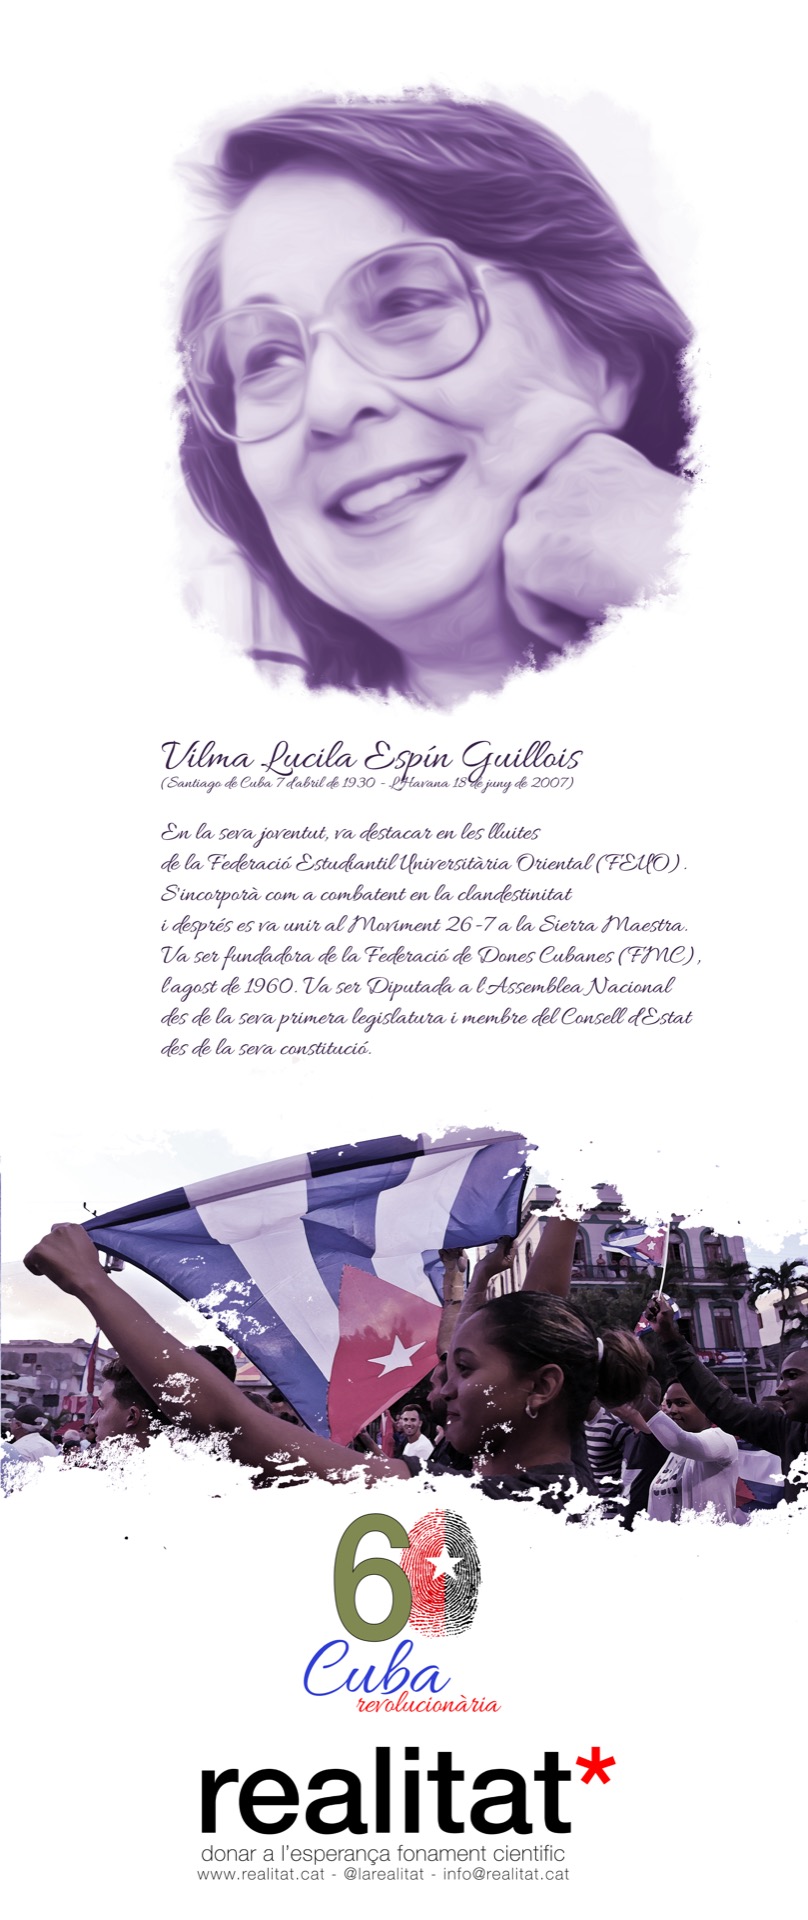 Vilma Lucila Espín Guillois
(Santiago de Cuba 7 d'abril de 1930 - L'Havana 18 de juny de 2007)
En la seva joventut, va destacar en les lluites
de la Federació Estudiantil Universitària Oriental (FEUO).
S'incorporà com a combatent en la clandestinitat
i després es va unir al Moviment 26-7 a la Sierra Maestra.
Va ser fundadora de la Federació de Dones Cubanes (FMC),
l'agost de 1960. Va ser Diputada a l'Assemblea Nacional
des de la seva primera legislatura i membre del Consell d'Estat
des de la seva constitució.
60
Cuba
revolucionària
realitat*
donar a l'esperança fonament cientific
www.realitat.cat - @larealitat - info@realitat.cat